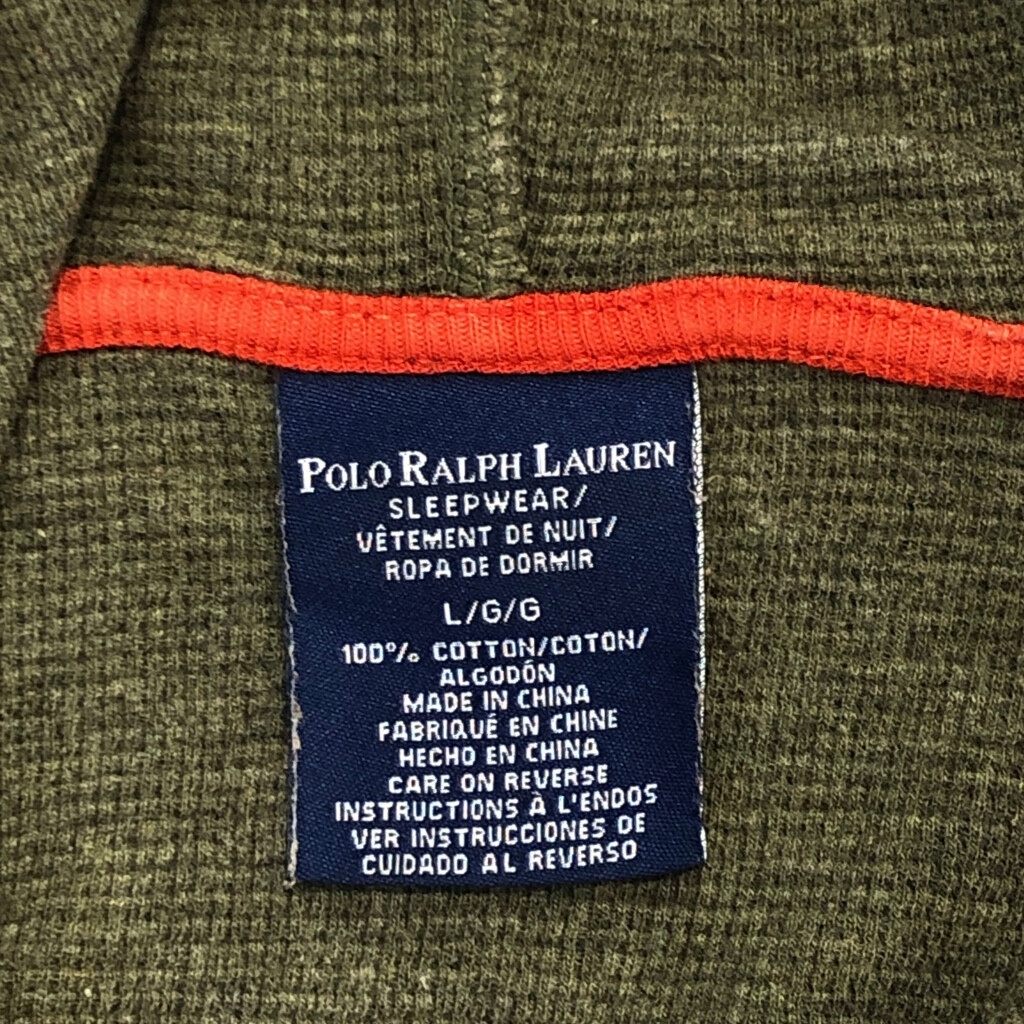 POLO RALPH LAUREN
SLEEPWEAR/
VÊTEMENT DE NUIT/
ROPA DE DORMIR
L/G/G
100% COTTON/COTON/
ALGODÓN
MADE IN CHINA
FABRIQUÉ EN CHINE
HECHO EN CHINA
CARE ON REVERSE
INSTRUCTIONS À L'ENDOS
VER INSTRUCCIONES DE
CUIDADO AL REVERSO